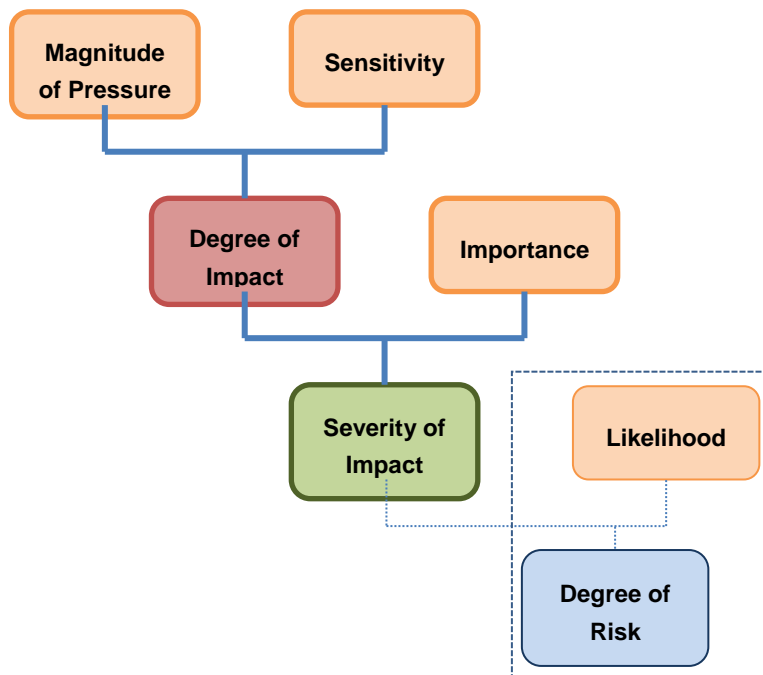 Magnitude
of Pressure
Sensitivity
Degree of
Impact
Importance
Severity of
Impact
Likelihood
Degree of
Risk